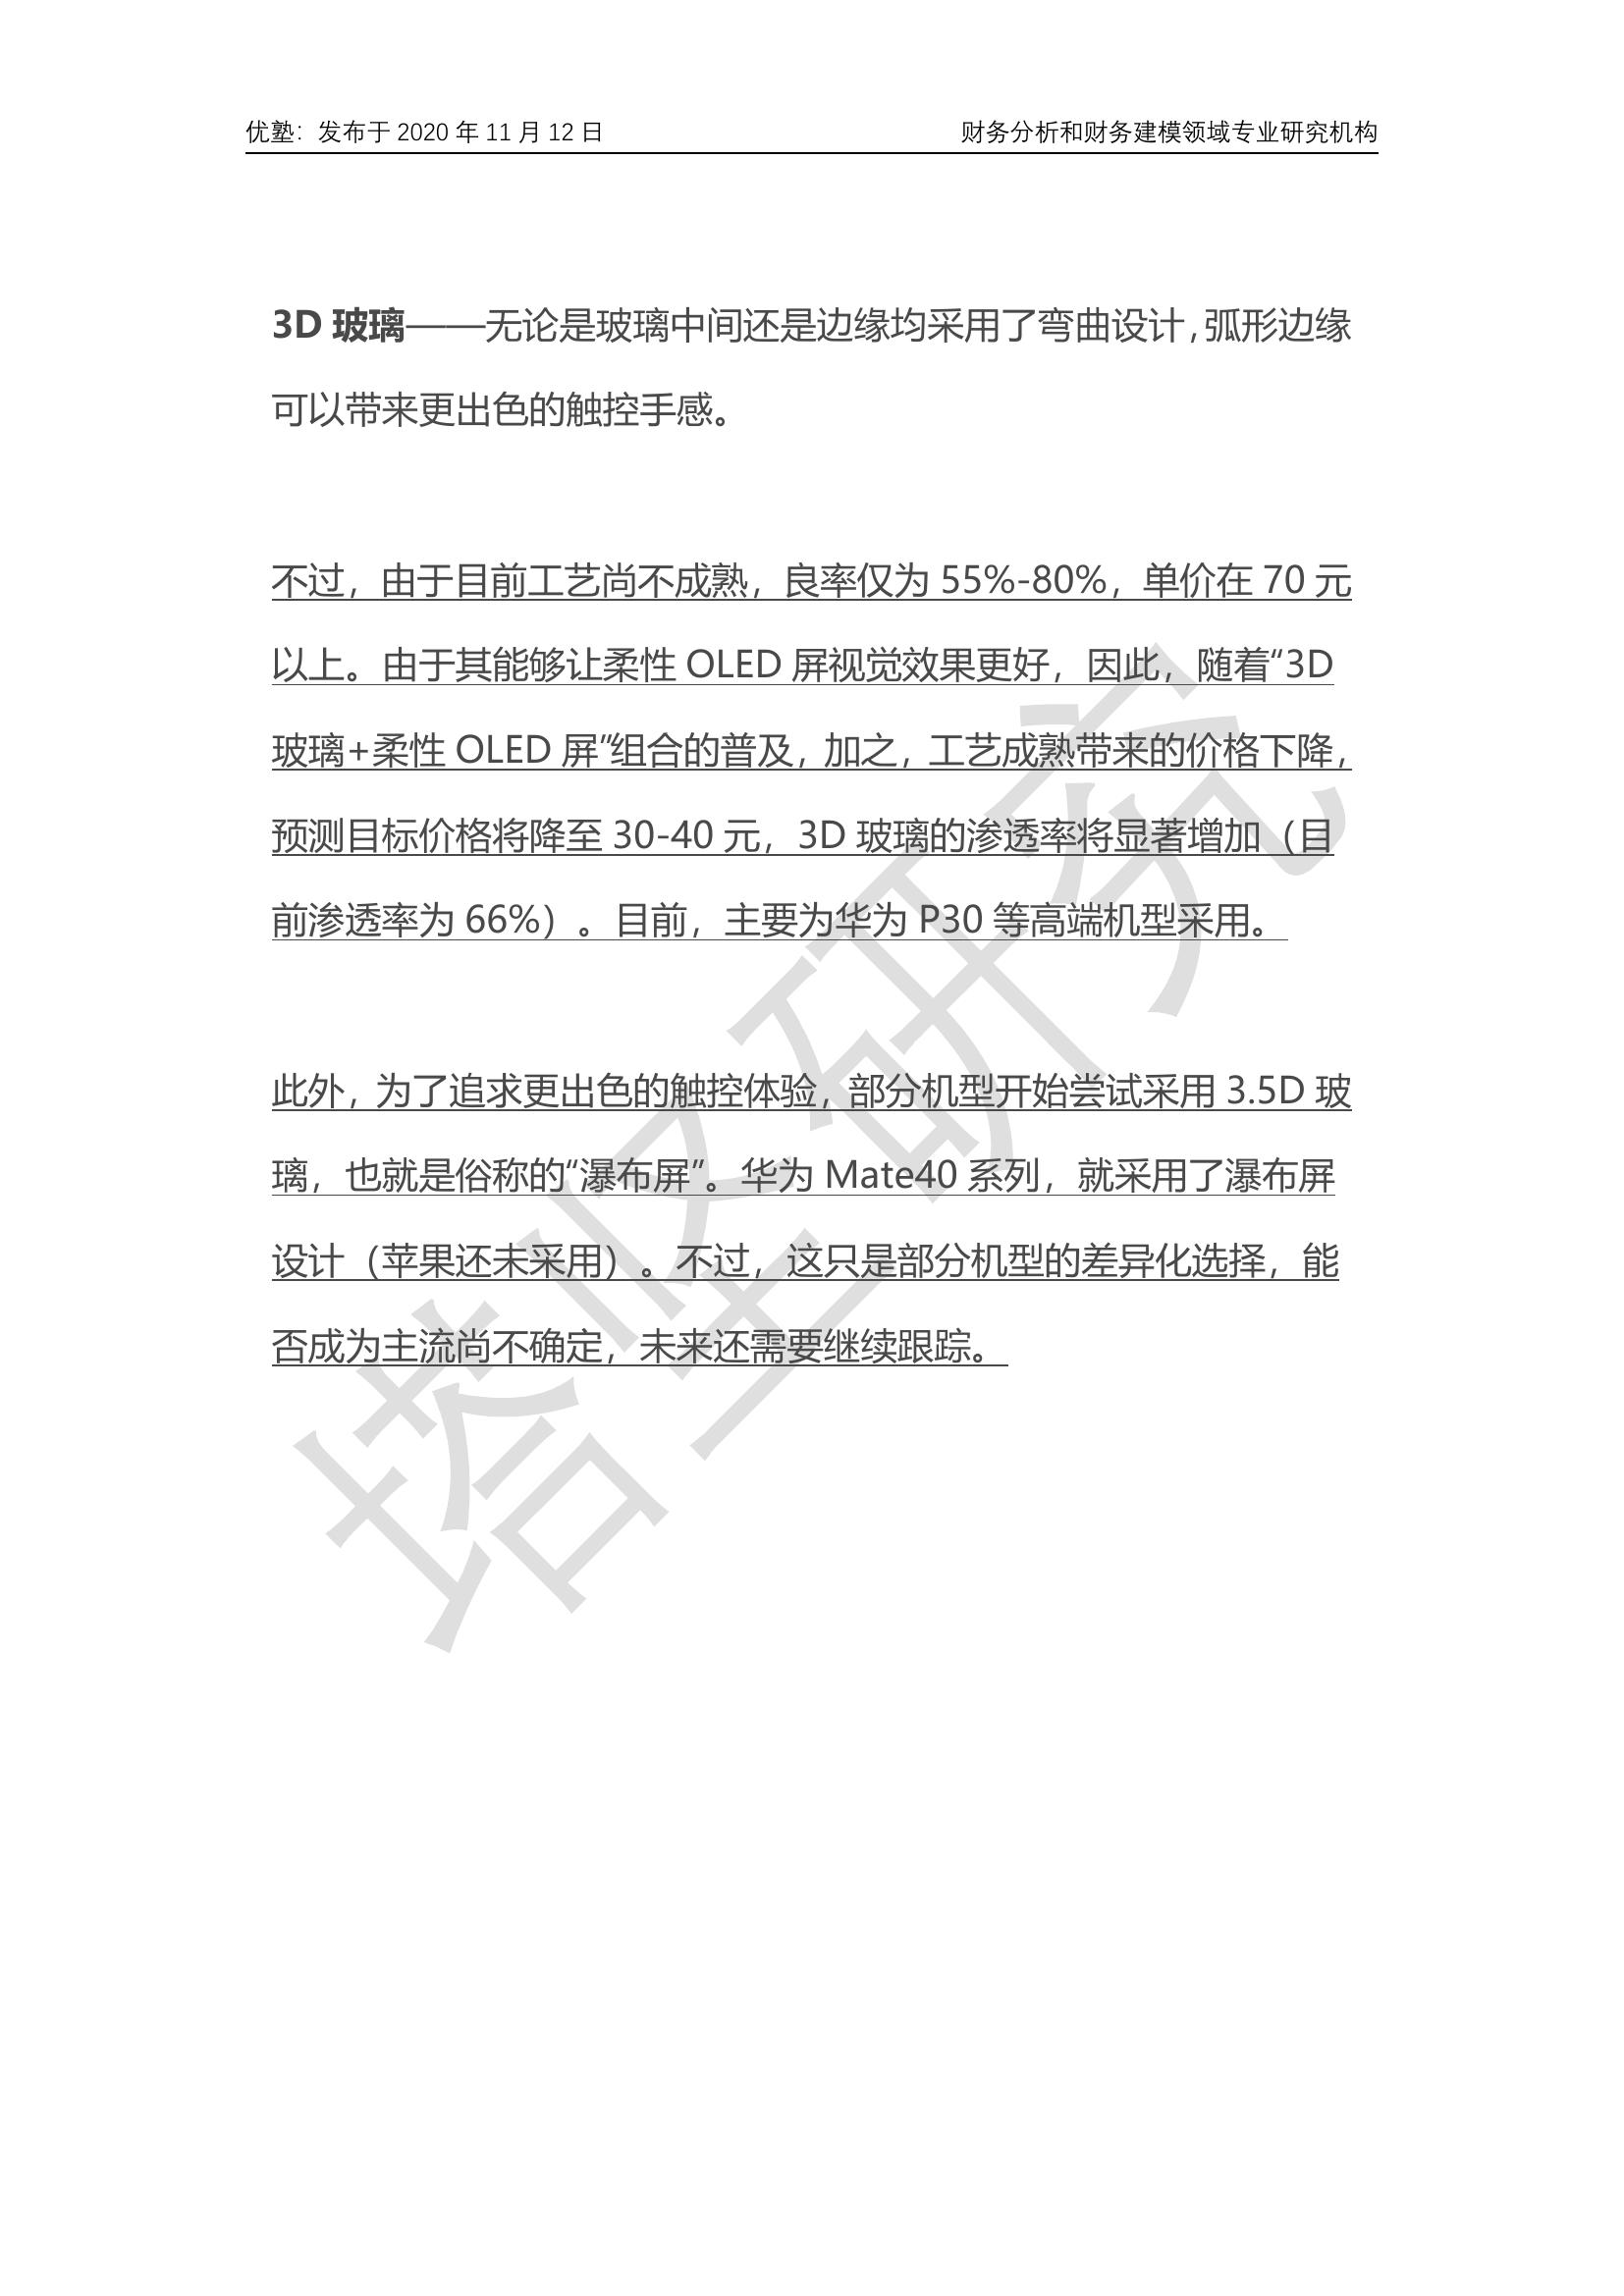 优塾：发布于 2020 年 11 月 12 日
财务分析和财务建模领域专业研究机构
3D 玻璃——无论是玻璃中间还是边缘均采用了弯曲设计，弧形边缘
可以带来更出色的触控手感。
不过，由于目前工艺尚不成熟，良率仅为 55%-80%，单价在 70 元
以上。由于其能够让柔性 OLED 屏视觉效果更好，因此，随着“3D
玻璃+柔性 OLED 屏”组合的普及，加之，工艺成熟带来的价格下降，
预测目标价格将降至 30-40 元，3D 玻璃的渗透率将显著增加（目
前渗透率为 66%）。目前，主要为华为 P30 等高端机型采用。
此外，为了追求更出色的触控体验，部分机型开始尝试采用 3.5D 玻
璃，也就是俗称的“瀑布屏”。华为 Mate40 系列，就采用了瀑布屏
设计（苹果还未采用）。不过，这只是部分机型的差异化选择，能
否成为主流尚不确定，未来还需要继续跟踪。
塔坚研究